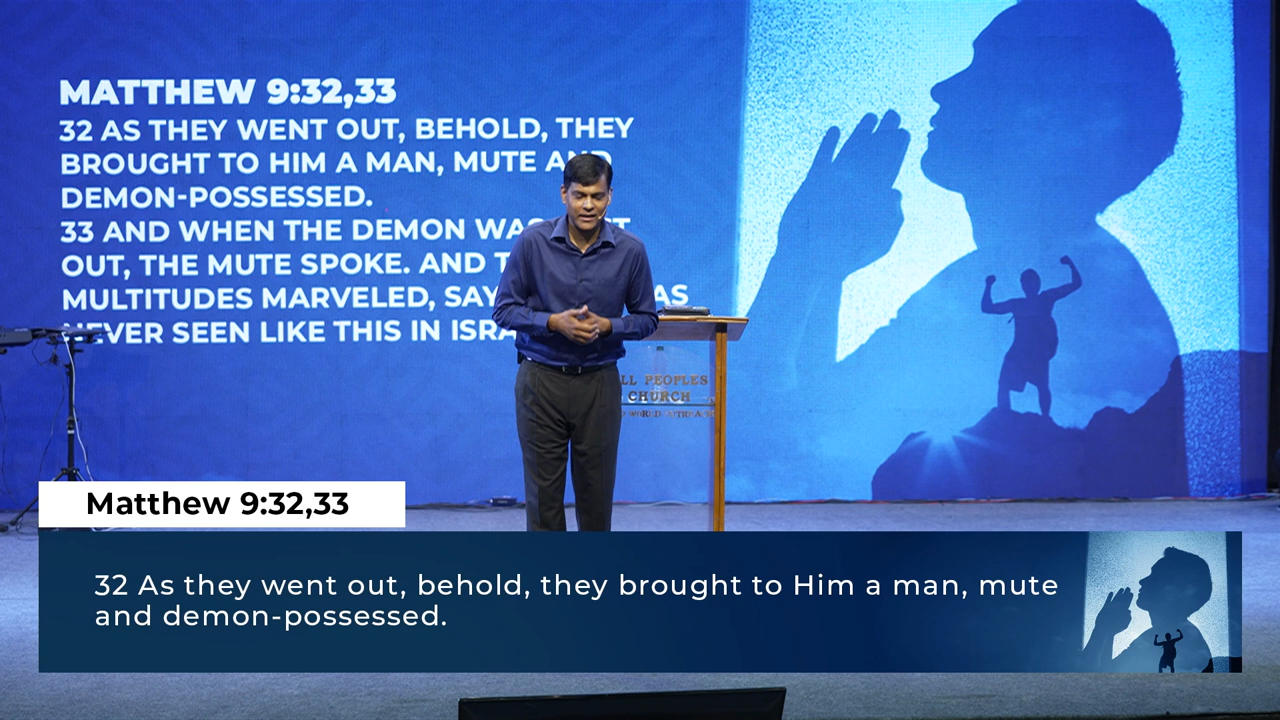 MATTHEW 9:32,33
32 AS THEY WENT OUT, BEHOLD, THEY
BROUGHT TO HIM A MAN, MUTE AND
DEMON-POSSESSED.
33 AND WHEN THE DEMON WAS
OUT, THE MUTE SPOKE. AND
MULTITUDES MARVELED,
NEVER SEEN LIKE THIS IN
PEOPLES
CHURCH
Matthew 9:32,33
32 As they went out, behold, they brought to Him a man, mute
and demon-possessed.